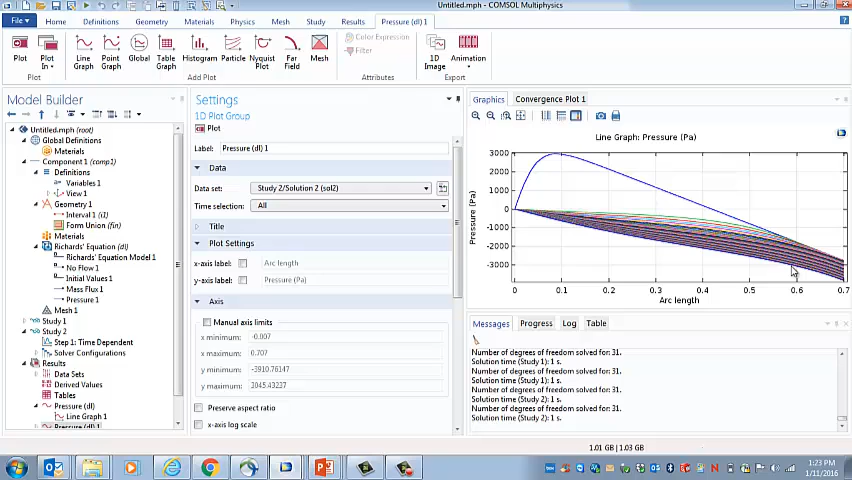 Untitled.mph - COMSOL Multiphysics
File
Home
Definitions
Geometry
Materials
Physics
Mesh
Study
Results
Pressure (dl) 1
Plot
Plot In
Line Graph
Point Graph
Global
Table Graph
Histogram
Particle
Nyquist Plot
Far Field
Mesh
Color Expression
Filter
1D Image
Animation
Plot
Add Plot
Attributes
Export
Model Builder
Untitled.mph (root)
Global Definitions
Materials
Component 1 (comp1)
Definitions
Variables 1
View 1
Geometry 1
Interval 1 (i1)
Form Union (fin)
Materials
Richards' Equation (dl)
Richards' Equation Model 1
No Flow 1
Initial Values 1
Mass Flux 1
Pressure 1
Mesh 1
Study 1
Study 2
Step 1: Time Dependent
Solver Configurations
Results
Data Sets
Derived Values
Tables
Pressure (dl)
Line Graph 1
Pressure (dl) 1
Settings
1D Plot Group
Plot
Label: Pressure (dl) 1
Data
Data set: Study 2/Solution 2 (sol2)
Time selection: All
Title
Plot Settings
x-axis label: Arc length
y-axis label: Pressure (Pa)
Axis
Manual axis limits
x minimum: -0.007
x maximum: 0.707
y minimum: -3910.76147
y maximum: 3045.43237
Preserve aspect ratio
x-axis log scale
Graphics
Convergence Plot 1
Line Graph: Pressure (Pa)
3000
2000
1000
0
-1000
-2000
-3000
Pressure (Pa)
0 0.1 0.2 0.3 0.4 0.5 0.6 0.7
Arc length
Messages
Progress
Log
Table
Number of degrees of freedom solved for: 31.
Solution time (Study 1): 1 s.
Number of degrees of freedom solved for: 31.
Solution time (Study 1): 1 s.
Number of degrees of freedom solved for: 31.
Solution time (Study 2): 1 s.
Number of degrees of freedom solved for: 31.
Solution time (Study 2): 1 s.
1.01 GB | 1.03 GB
1:23 PM
1/11/2016